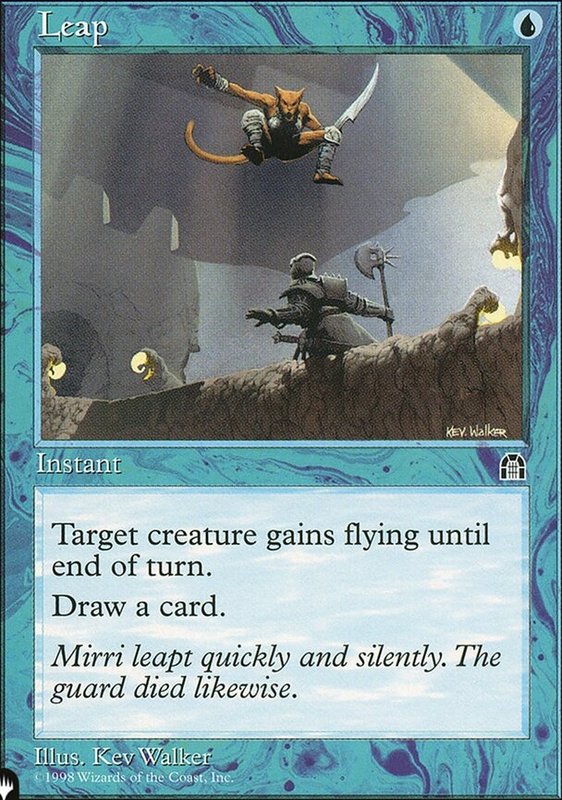 Leap
KEV. WALKER
Instant
Target creature gains flying until
end of turn.
Draw a card.
Mirri leapt quickly and silently. The
guard died likewise.
Illus. Kev Walker
©1998 Wizards of the Coast, Inc.